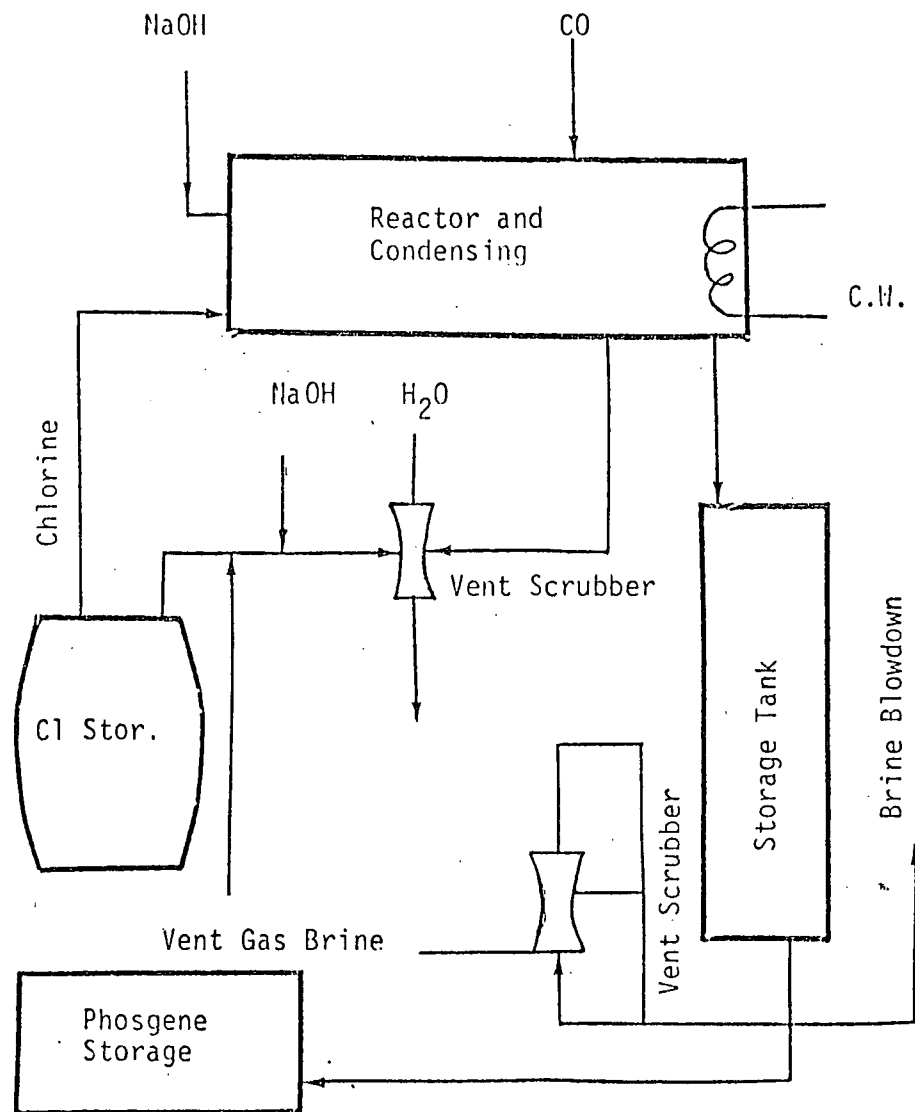 NaOH
CO
Reactor and
Condensing
C.W.
NaOH
H₂O
Chlorine
Vent Scrubber
Cl Stor.
Storage Tank
Brine Blowdown
Vent Scrubber
Vent Gas Brine
Phosgene
Storage